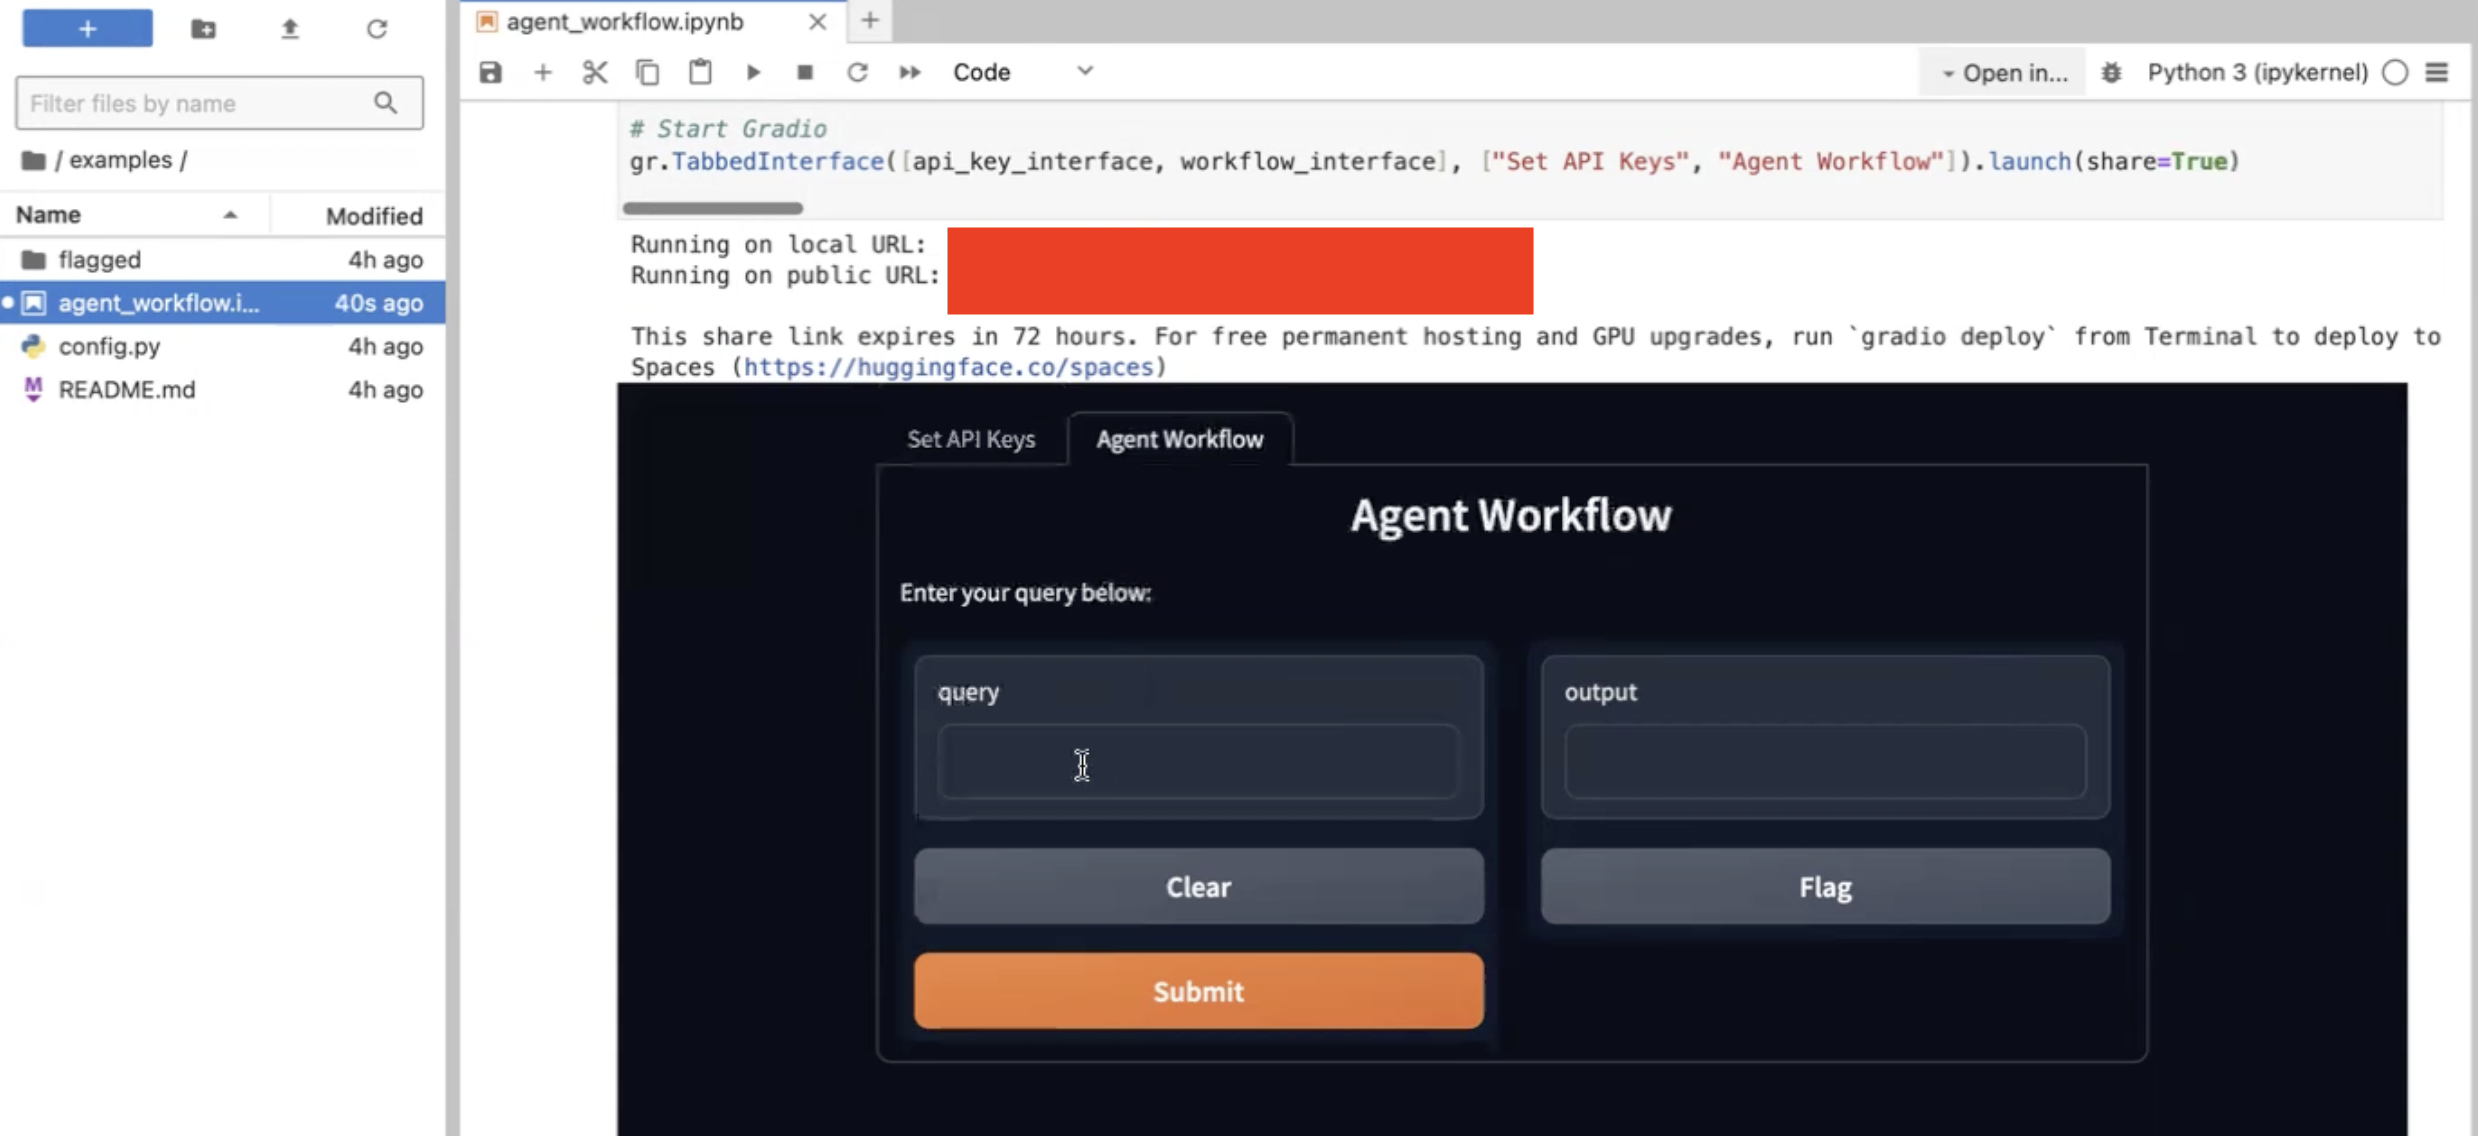 Filter files by name
/ examples /
Name
Modified
flagged
4h ago
agent_workflow.i...
40s ago
config.py
4h ago
README.md
4h ago
agent_workflow.ipynb
Code
Open in...
Python 3 (ipykernel)
# Start Gradio
gr.TabbedInterface([api_key_interface, workflow_interface], ["Set API Keys", "Agent Workflow"]).launch(share=True)
Running on local URL:
Running on public URL:
This share link expires in 72 hours. For free permanent hosting and GPU upgrades, run `gradio deploy` from Terminal to deploy to
Spaces (https://huggingface.co/spaces)
Set API Keys
Agent Workflow
Agent Workflow
Enter your query below:
query
output
Clear
Flag
Submit